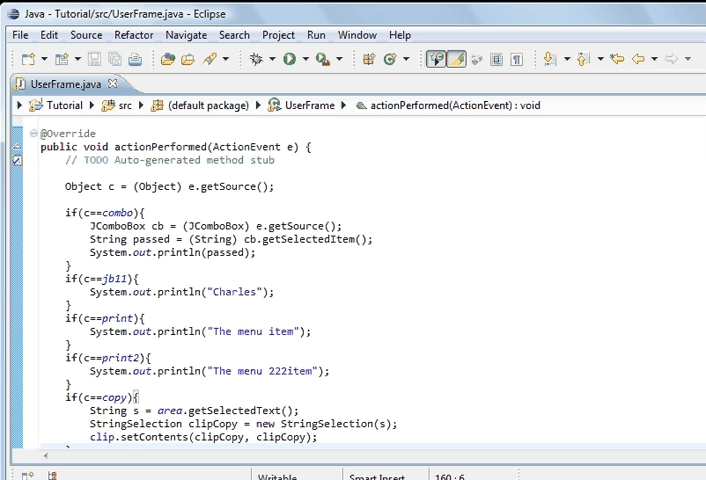 Java - Tutorial/src/UserFrame.java - Eclipse
File Edit Source Refactor Navigate Search Project Run Window Help
UserFrame.java
Tutorial src (default package) UserFrame actionPerformed(ActionEvent) : void
@Override
public void actionPerformed(ActionEvent e) {
// TODO Auto-generated method stub
Object c = (Object) e.getSource();
if(c==combo){
JComboBox cb = (JComboBox) e.getSource();
String passed = (String) cb.getSelectedItem();
System.out.println(passed);
}
if(c==jb11){
System.out.println("Charles");
}
if(c==print){
System.out.println("The menu item");
}
if(c==print2){
System.out.println("The menu 222item");
}
if(c==copy){
String s = area.getSelectedText();
StringSelection clipCopy = new StringSelection(s);
clip.setContents(clipCopy, clipCopy);
Writable Smart Insert 160 : 6